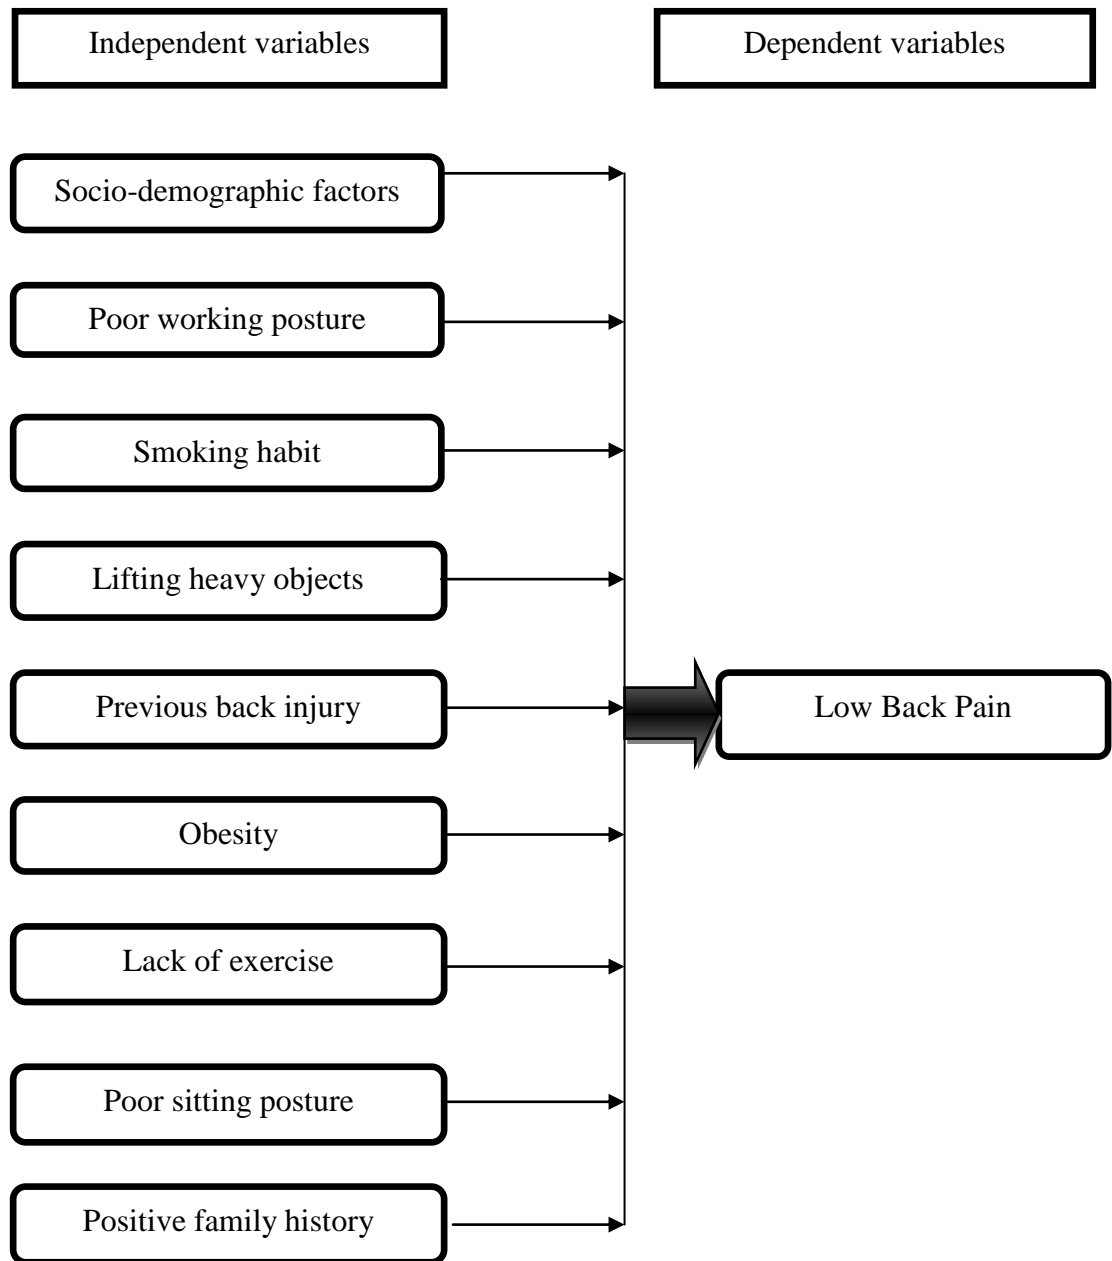 Independent variables
Dependent variables
Socio-demographic factors
Poor working posture
Smoking habit
Lifting heavy objects
Previous back injury
Low Back Pain
Obesity
Lack of exercise
Poor sitting posture
Positive family history